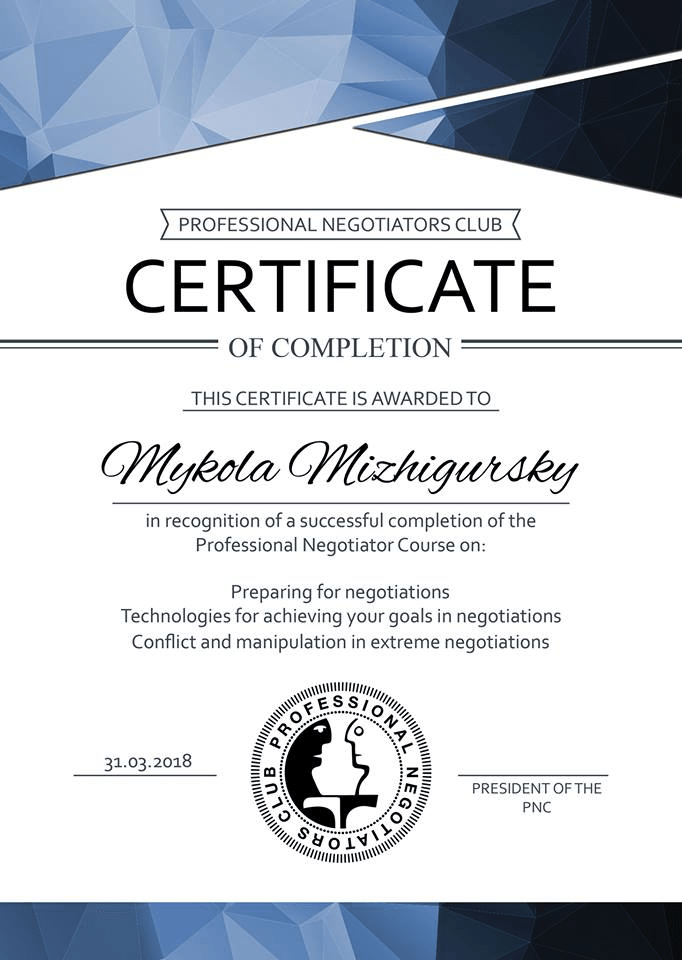 PROFESSIONAL NEGOTIATORS CLUB
CERTIFICATE
OF COMPLETION
THIS CERTIFICATE IS AWARDED TO
Mykola Mizhigursky
in recognition of a successful completion of the
Professional Negotiator Course on:
Preparing for negotiations
Technologies for achieving your goals in negotiations
Conflict and manipulation in extreme negotiations
31.03.2018
PROFESSIONAL NEGOTIATORS CLUB
PRESIDENT OF THE
PNC